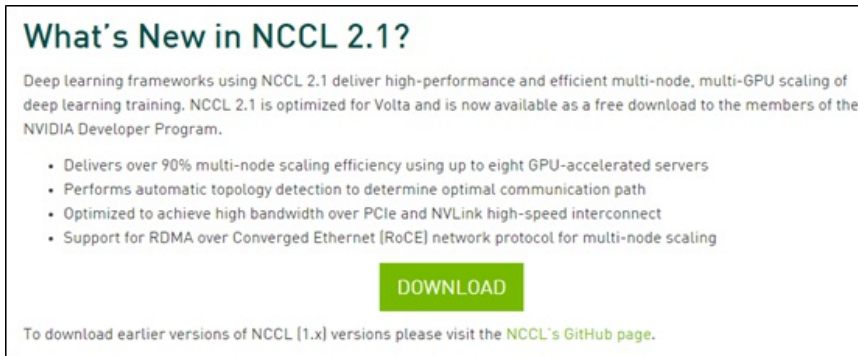 What's New in NCCL 2.1?
Deep learning frameworks using NCCL 2.1 deliver high-performance and efficient multi-node, multi-GPU scaling of
deep learning training. NCCL 2.1 is optimized for Volta and is now available as a free download to the members of the
NVIDIA Developer Program.
• Delivers over 90% multi-node scaling efficiency using up to eight GPU-accelerated servers
• Performs automatic topology detection to determine optimal communication path
• Optimized to achieve high bandwidth over PCIe and NVLink high-speed interconnect
• Support for RDMA over Converged Ethernet (RoCE) network protocol for multi-node scaling
DOWNLOAD
To download earlier versions of NCCL (1.x) versions please visit the NCCL's GitHub page.